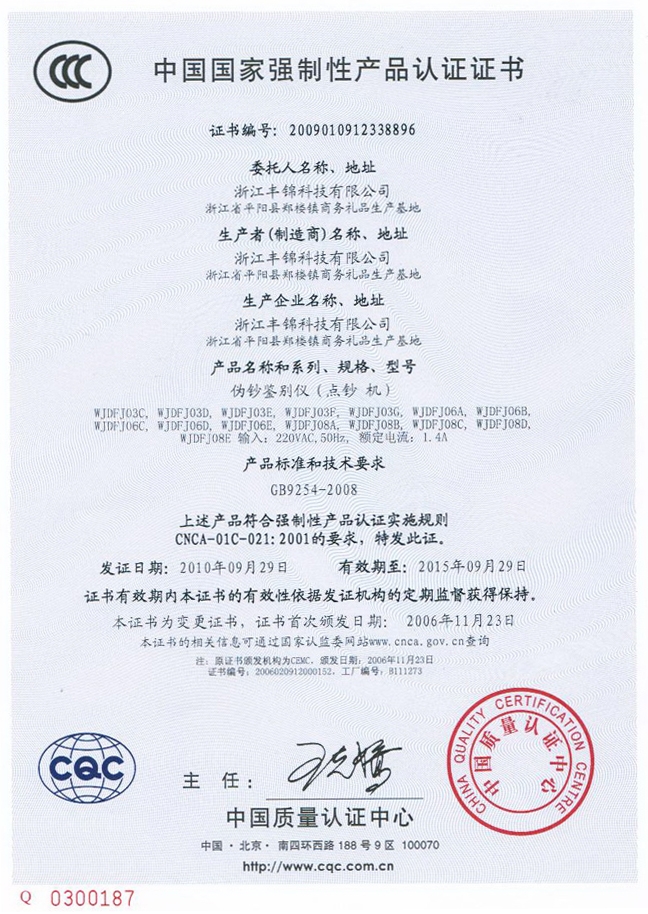 CCC
中国国家强制性产品认证证书
证书编号：2009010912338896
委托人名称、地址
浙江丰锦科技有限公司
浙江省平阳县郑楼镇商务礼品生产基地
生产者(制造商)名称、地址
浙江丰锦科技有限公司
浙江省平阳县郑楼镇商务礼品生产基地
生产企业名称、地址
浙江丰锦科技有限公司
浙江省平阳县郑楼镇商务礼品生产基地
产品名称和系列、规格、型号
伪钞鉴别仪（点钞 机）
WJDFJ03C, WJDFJ03D, WJDFJ03E, WJDFJ03F, WJDFJ03G, WJDFJ06A, WJDFJ06B,
WJDFJ06C, WJDFJ06D, WJDFJ06E, WJDFJ08A, WJDFJ08B, WJDFJ08C, WJDFJ08D,
WJDFJ08E 输入：220VAC,50Hz, 额定电流：1.4A
产品标准和技术要求
GB9254-2008
上述产品符合强制性产品认证实施规则
CNCA-01C-021:2001的要求，特发此证。
发证日期：2010年09月29日 有效期至：2015年09月29日
证书有效期内本证书的有效性依据发证机构的定期监督获得保持。
本证书为变更证书，证书首次颁发日期： 2006年11月23日
本证书的相关信息可通过国家认监委网站www.cnca.gov.cn查询
注：原证书颁发机构为CEMC，颁发日期：2006年11月23日
证书编号：2006020912000152，工厂编号：B111273
CQC
主 任：
中国质量认证中心
中国·北京·南四环西路188号9区 100070
http://www.cqc.com.cn
CHINA QUALITY CERTIFICATION CENTRE
中国质量认证中心
Q 0300187